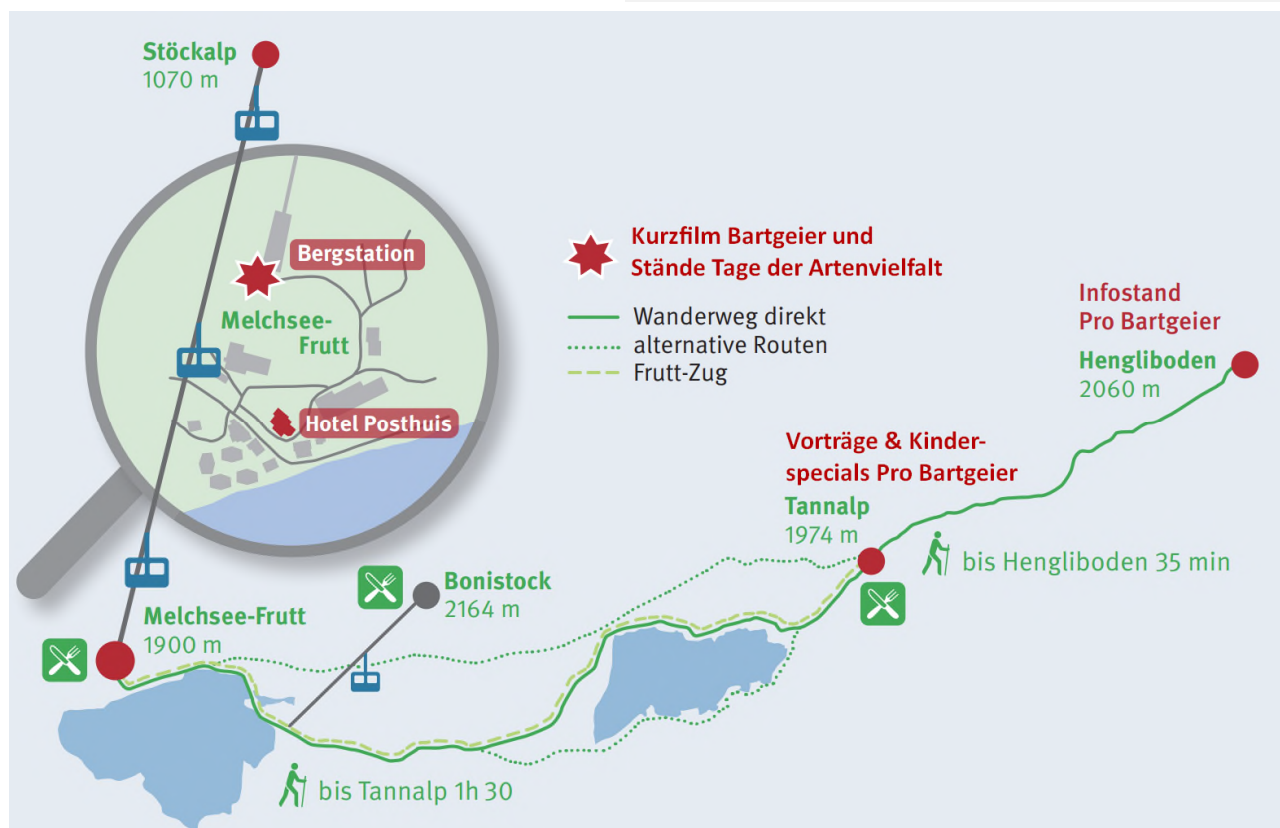 Stöckalp
1070 m
Bergstation
Melchsee-
Frutt
Hotel Posthuis
Kurzfilm Bartgeier und
Stände Tage der Artenvielfalt
Wanderweg direkt
alternative Routen
Frutt-Zug
Infostand
Pro Bartgeier
Hengliboden
2060 m
Vorträge & Kinder-
specials Pro Bartgeier
Tannalp
1974 m
bis Hengliboden 35 min
Bonistock
2164 m
Melchsee-Frutt
1900 m
bis Tannalp 1h 30